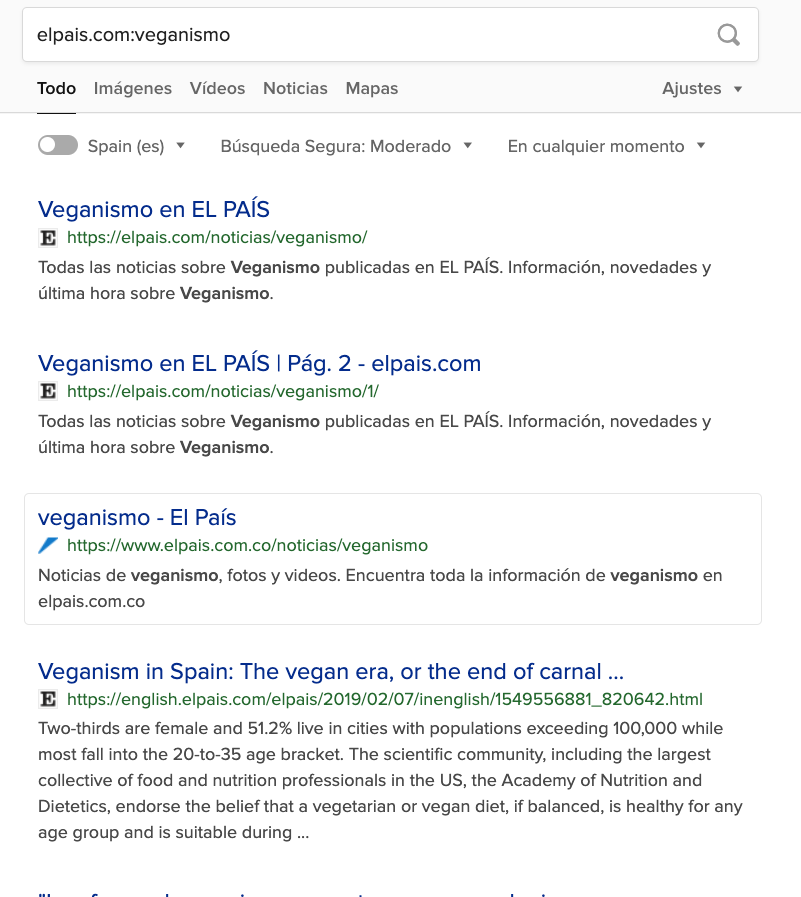 elpais.com:veganismo
Todo Imágenes Vídeos Noticias Mapas Ajustes
Spain (es) Búsqueda Segura: Moderado En cualquier momento
Veganismo en EL PAÍS
E https://elpais.com/noticias/veganismo/
Todas las noticias sobre Veganismo publicadas en EL PAÍS. Información, novedades y
última hora sobre Veganismo.
Veganismo en EL PAÍS | Pág. 2 - elpais.com
E https://elpais.com/noticias/veganismo/1/
Todas las noticias sobre Veganismo publicadas en EL PAÍS. Información, novedades y
última hora sobre Veganismo.
veganismo - El País
https://www.elpais.com.co/noticias/veganismo
Noticias de veganismo, fotos y videos. Encuentra toda la información de veganismo en
elpais.com.co
Veganism in Spain: The vegan era, or the end of carnal ...
E https://english.elpais.com/elpais/2019/02/07/inenglish/1549556881_820642.html
Two-thirds are female and 51.2% live in cities with populations exceeding 100,000 while
most fall into the 20-to-35 age bracket. The scientific community, including the largest
collective of food and nutrition professionals in the US, the Academy of Nutrition and
Dietetics, endorse the belief that a vegetarian or vegan diet, if balanced, is healthy for any
age group and is suitable during ...